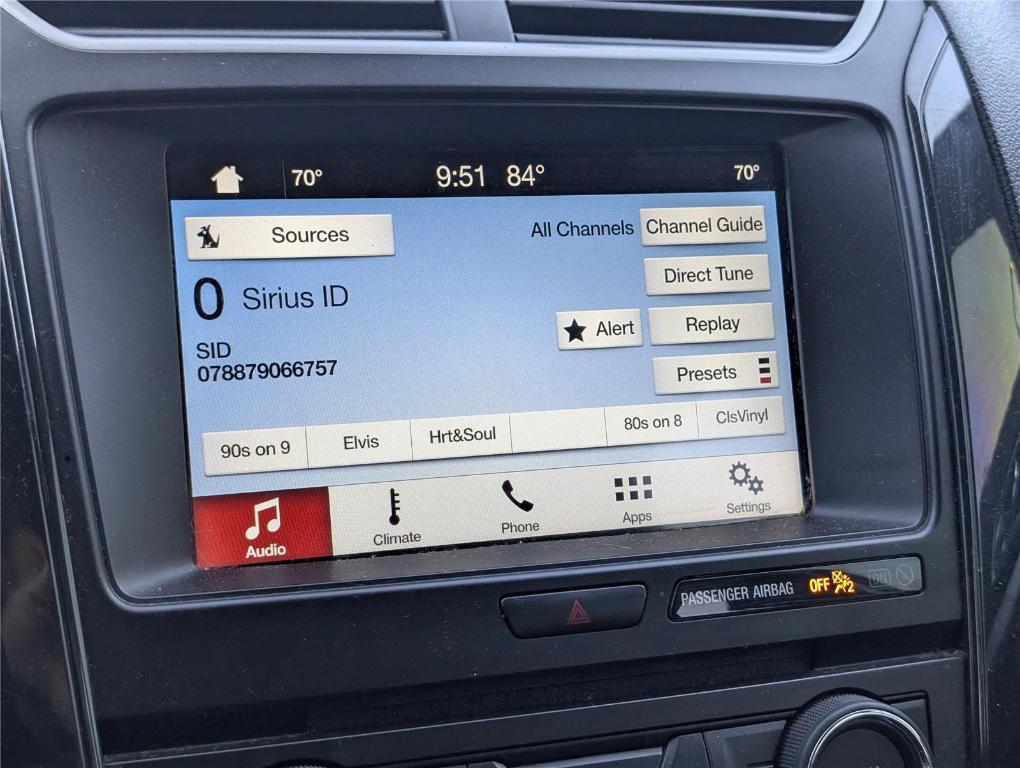 70° 9:51 84° 70°
Sources
All Channels
Channel Guide
0 Sirius ID
Direct Tune
SID
078879066757
Alert
Replay
Presets
90s on 9
Elvis
Hrt&Soul
80s on 8
ClsVinyl
Audio
Climate
Phone
Apps
Settings
PASSENGER AIRBAG OFF 2 ON